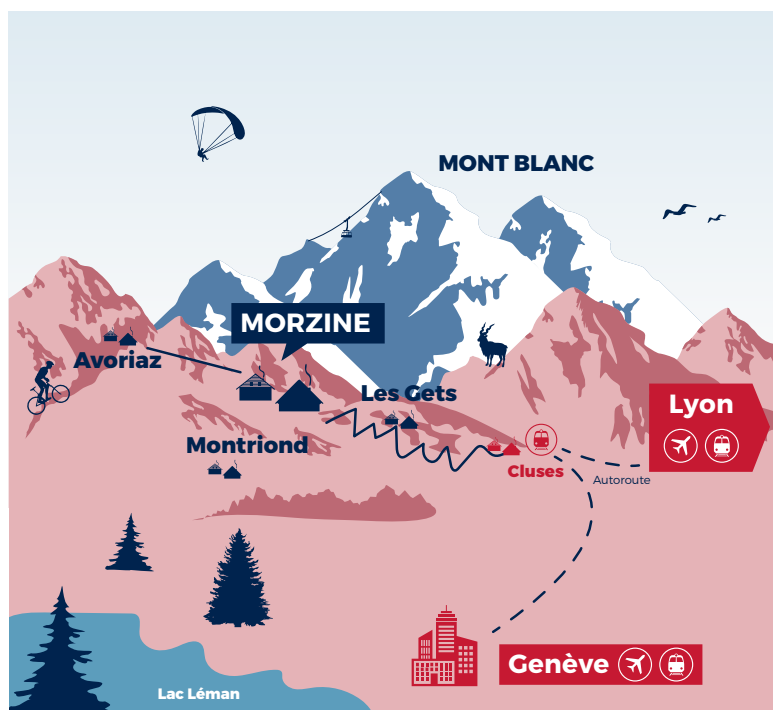 MONT BLANC
MORZINE
Avoriaz
Les Gets
Lyon
Montriond
Cluses
Autoroute
Genève
Lac Léman